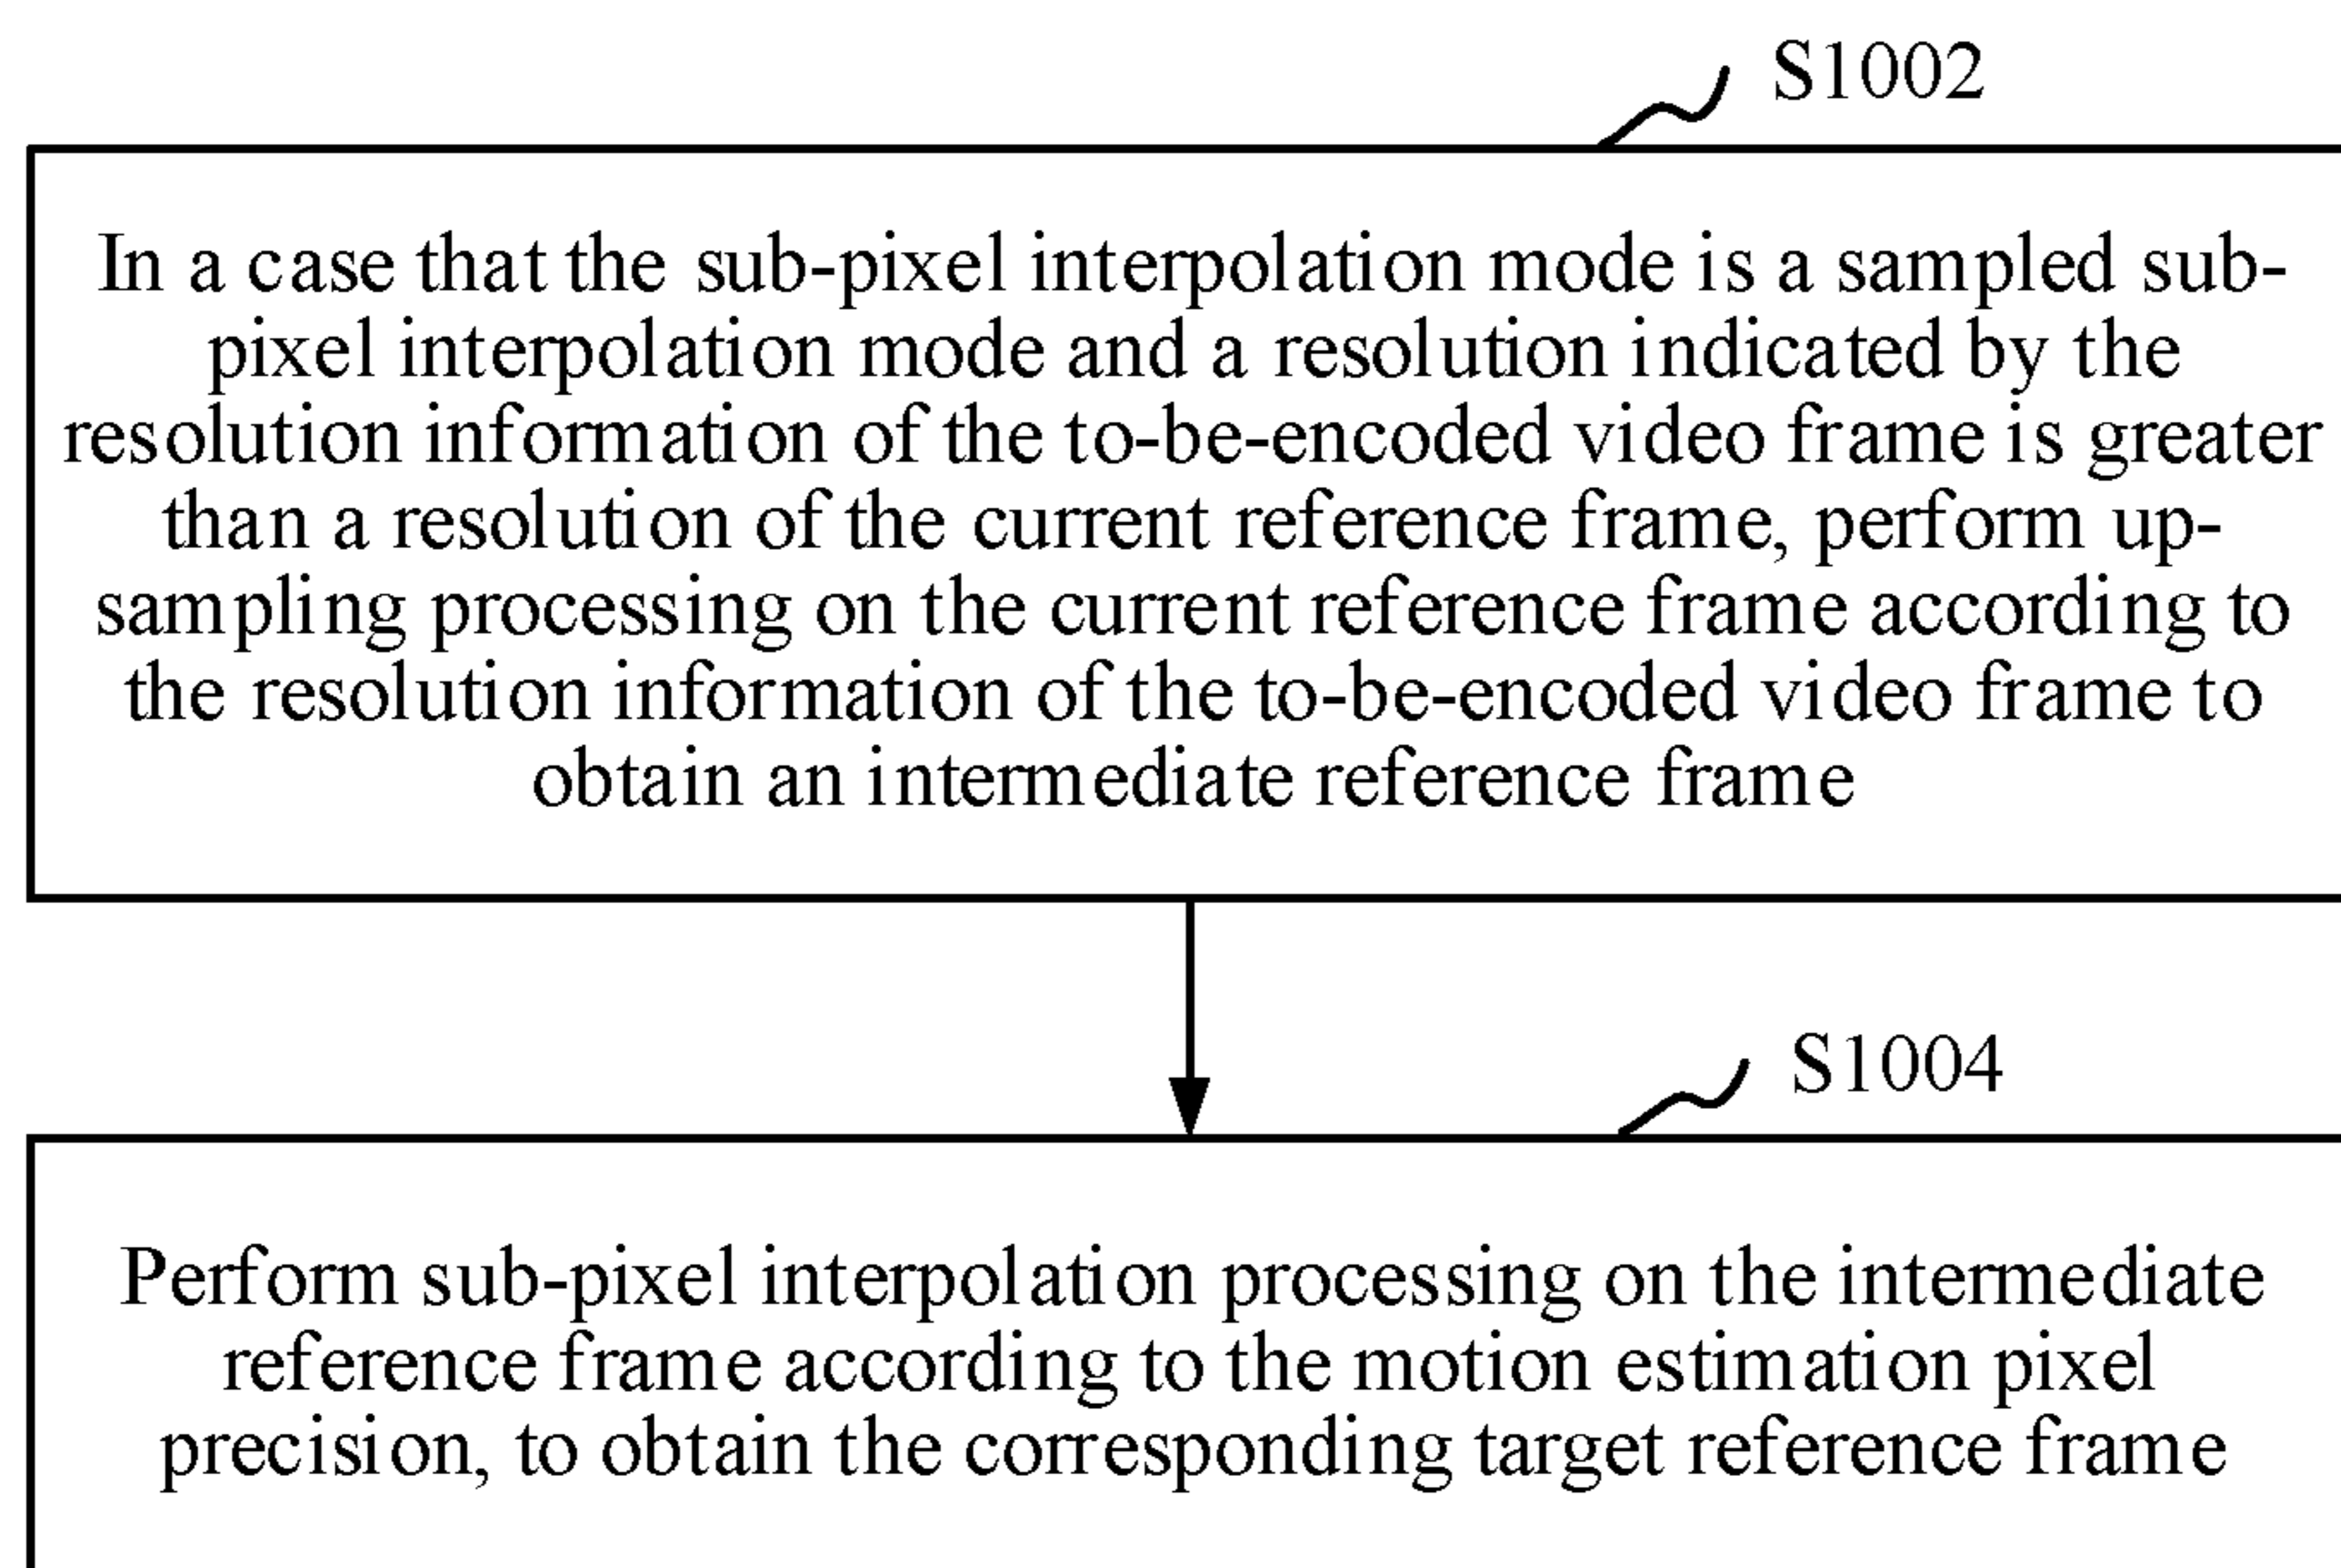 S1002
In a case that the sub-pixel interpolation mode is a sampled sub-
pixel interpolation mode and a resolution indicated by the
resolution information of the to-be-encoded video frame is greater
than a resolution of the current reference frame, perform up-
sampling processing on the current reference frame according to
the resolution information of the to-be-encoded video frame to
obtain an intermediate reference frame
S1004
Perform sub-pixel interpolation processing on the intermediate
reference frame according to the motion estimation pixel
precision, to obtain the corresponding target reference frame